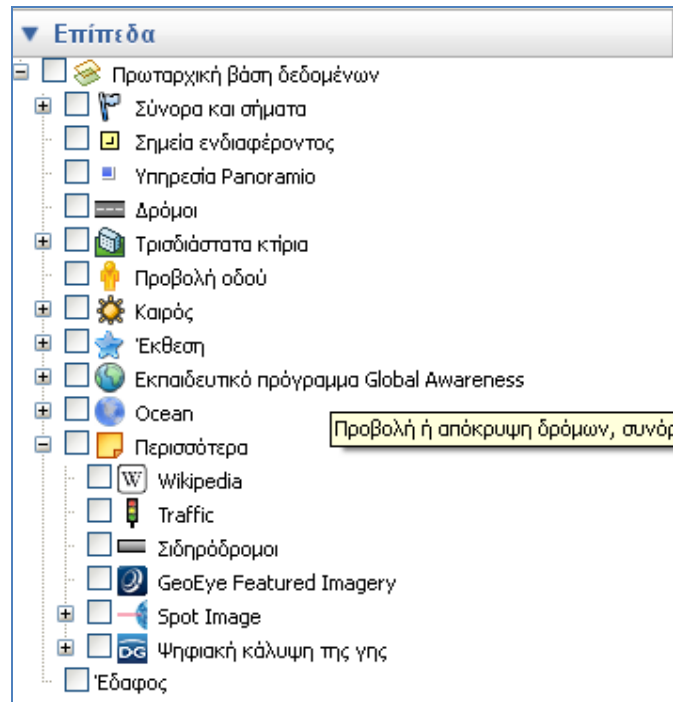 Επίπεδα
Πρωταρχική βάση δεδομένων
Σύνορα και σήματα
Σημεία ενδιαφέροντος
Υπηρεσία Panoramio
Δρόμοι
Τρισδιάστατα κτίρια
Προβολή οδού
Καιρός
Έκθεση
Εκπαιδευτικό πρόγραμμα Global Awareness
Ocean
Προβολή ή απόκρυψη δρόμων, συνόρ
Περισσότερα
W Wikipedia
Traffic
Σιδηρόδρομοι
GeoEye Featured Imagery
Spot Image
DG Ψηφιακή κάλυψη της γης
Έδαφος